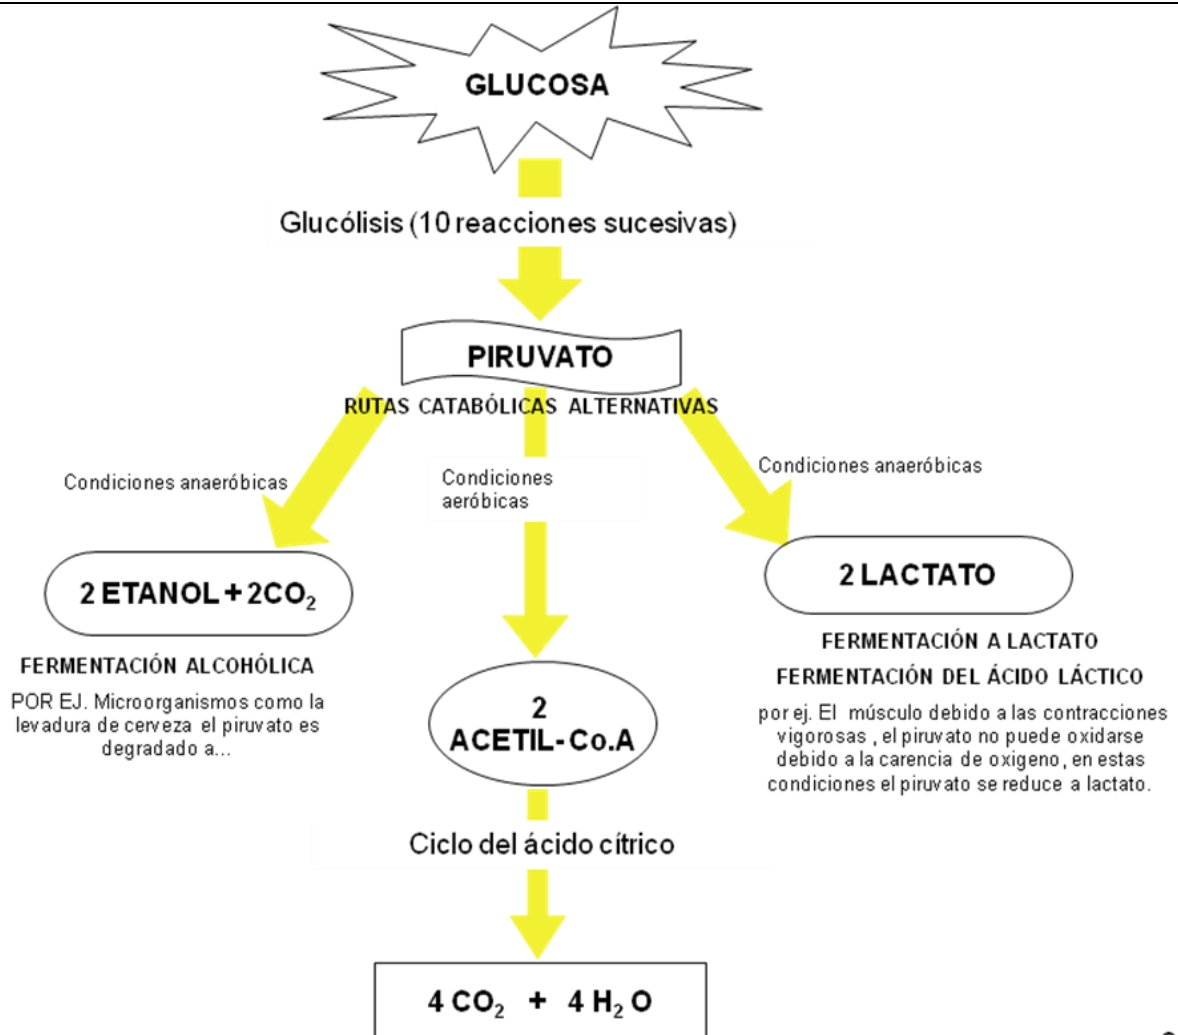 GLUCOSA
Glucólisis (10 reacciones sucesivas)
PIRUVATO
RUTAS CATABÓLICAS ALTERNATIVAS
Condiciones anaeróbicas
2 ETANOL + 2CO₂
FERMENTACIÓN ALCOHÓLICA
POR EJ. Microorganismos como la
levadura de cerveza el piruvato es
degradado a...
Condiciones
aeróbicas
2
ACETIL-Co.A
Ciclo del ácido cítrico
4 CO₂ + 4 H₂ O
Condiciones anaeróbicas
2 LACTATO
FERMENTACIÓN A LACTATO
FERMENTACIÓN DEL ÁCIDO LÁCTICO
por ej. El músculo debido a las contracciones
vigorosas , el piruvato no puede oxidarse
debido a la carencia de oxigeno, en estas
condiciones el piruvato se reduce a lactato.